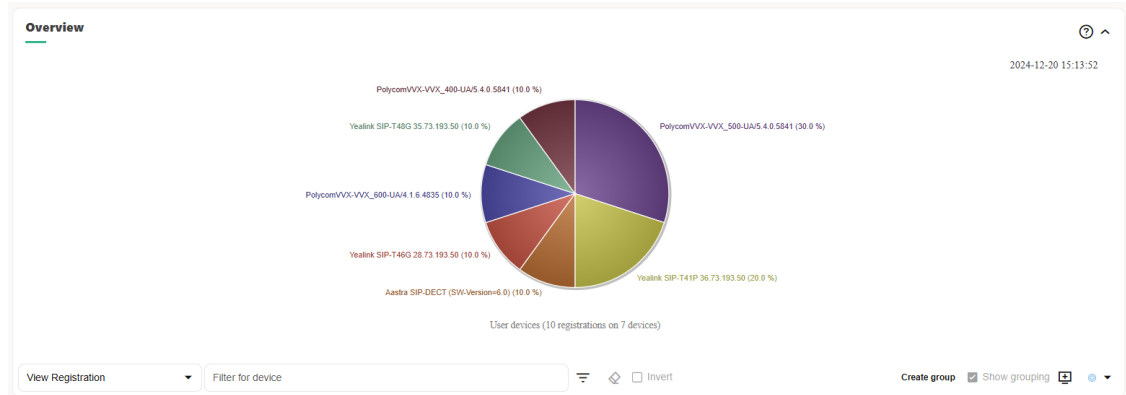 Overview
2024-12-20 15:13:52
PolycomVVX-VVX_400-UA/5.4.0.5841 (10.0 %)
Yealink SIP-T48G 35.73.193.50 (10.0 %)
PolycomVVX-VVX_500-UA/5.4.0.5841 (30.0 %)
PolycomVVX-VVX_600-UA/4.1.6.4835 (10.0 %)
Yealink SIP-T46G 28.73.193.50 (10.0 %)
Yealink SIP-T41P 36.73.193.50 (20.0 %)
Aastra SIP-DECT (SW-Version=6.0) (10.0 %)
User devices (10 registrations on 7 devices)
View Registration Filter for device Invert Create group Show grouping